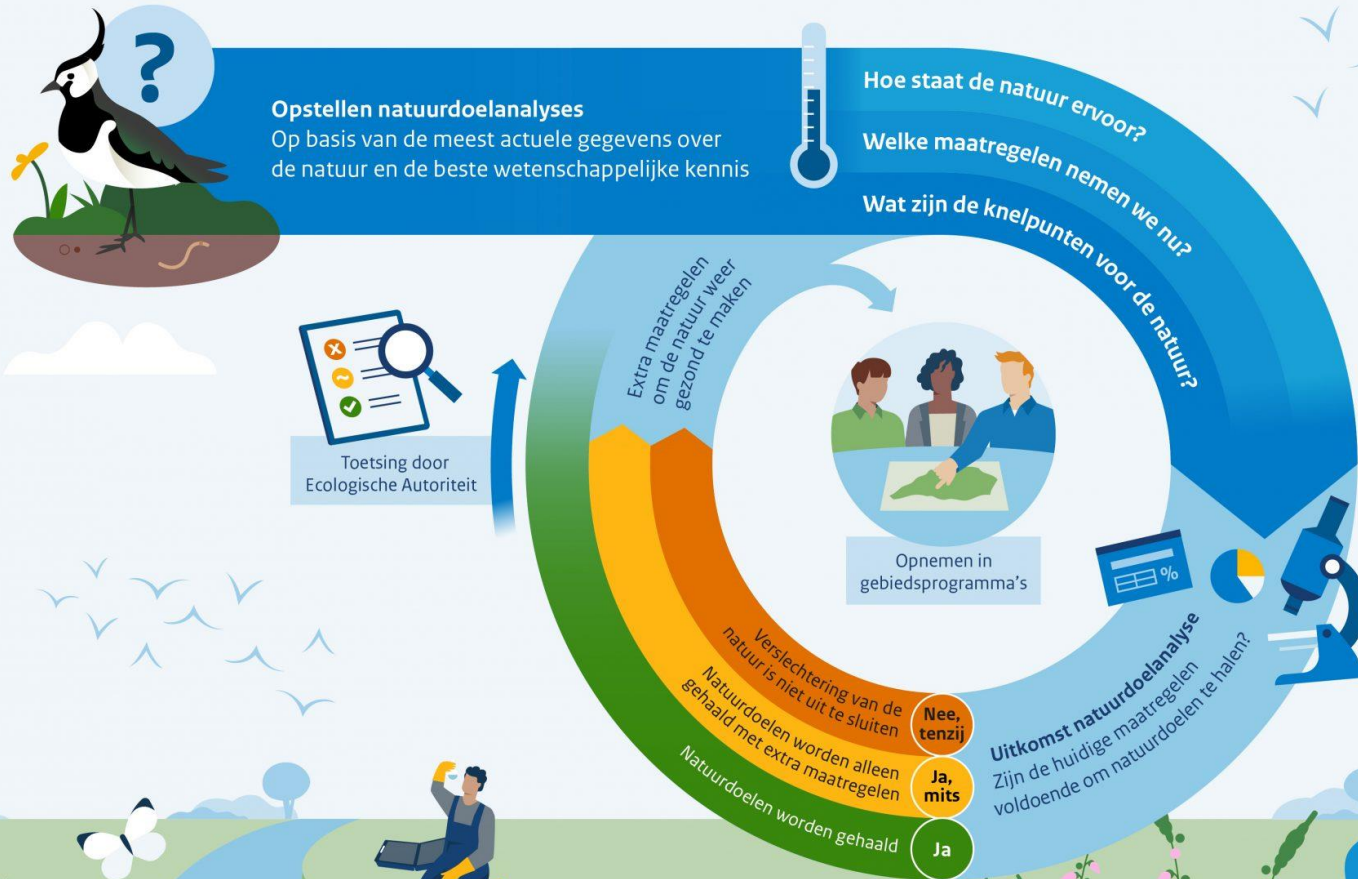 ?
Opstellen natuurdoelanalyses
Op basis van de meest actuele gegevens over
de natuur en de beste wetenschappelijke kennis
Hoe staat de natuur ervoor?
Welke maatregelen nemen we nu?
Wat zijn de knelpunten voor de natuur?
Uitkomst natuurdoelanalyse
Zijn de huidige maatregelen
voldoende om natuurdoelen te halen?
%
Nee,
tenzij
Verslechtering van de
natuur is niet uit te sluiten
Ja,
mits
Natuurdoelen worden alleen
gehaald met extra maatregelen
Ja
Natuurdoelen worden gehaald
Toetsing door
Ecologische Autoriteit
Extra maatregelen
om de natuur weer
gezond te maken
Opnemen in
gebiedsprogramma's